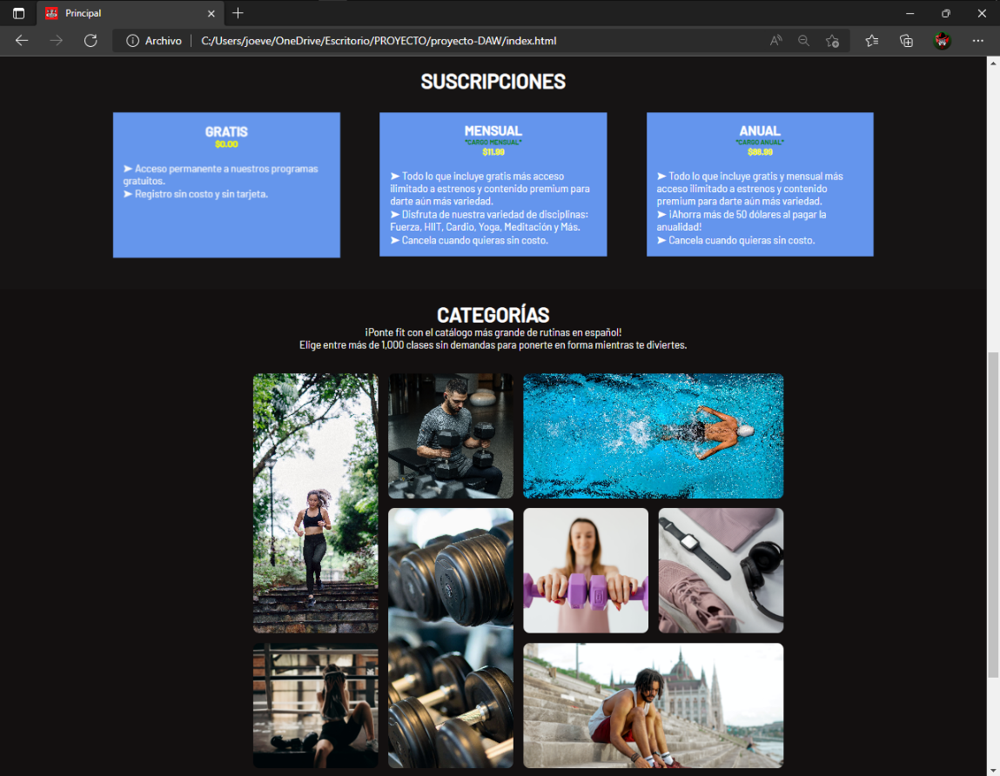 Principal
Archivo
C:/Users/joeve/OneDrive/Escritorio/PROYECTO/proyecto-DAW/index.html
SUSCRIPCIONES
GRATIS
$0.00
➤ Acceso permanente a nuestros programas
gratuitos.
➤ Registro sin costo y sin tarjeta.
MENSUAL
*CARGO MENSUAL*
$11.99
➤ Todo lo que incluye gratis más acceso
ilimitado a estrenos y contenido premium para
darte aún más variedad.
➤ Disfruta de nuestra variedad de disciplinas:
Fuerza, HIIT, Cardio, Yoga, Meditación y Más.
➤ Cancela cuando quieras sin costo.
ANUAL
*CARGO ANUAL*
➤ Todo lo que incluye gratis y mensual más
acceso ilimitado a estrenos y contenido
premium para darte aún más variedad.
➤ ¡Ahorra más de 50 dólares al pagar la
anualidad!
➤ Cancela cuando quieras sin costo.
CATEGORÍAS
¡Ponte fit con el catálogo más grande de rutinas en español!
Elige entre más de 1,000 clases sin demandas para ponerte en forma mientras te diviertes.